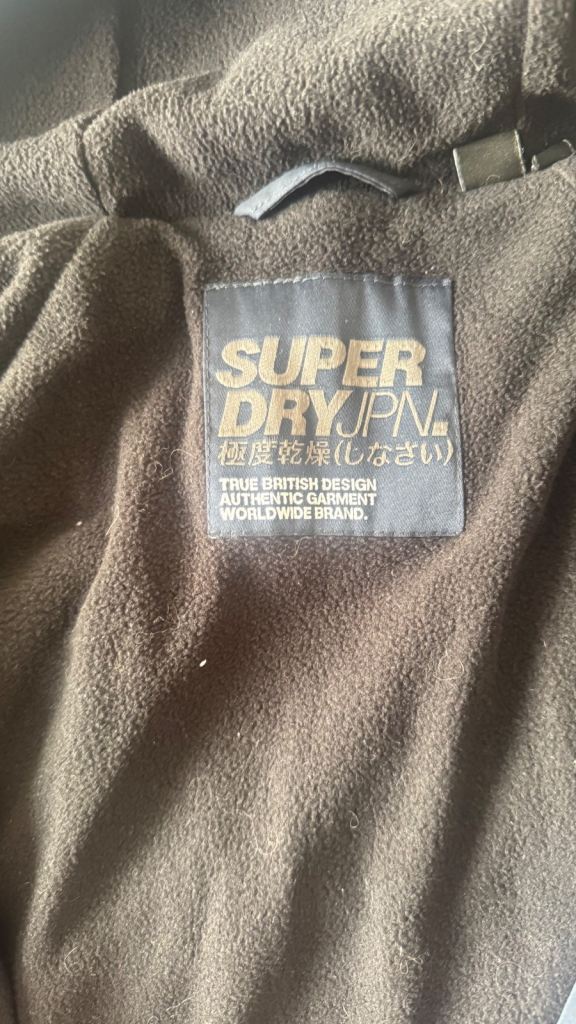 SUPER
DRYJPN.
極度乾燥(しなさい)
TRUE BRITISH DESIGN
AUTHENTIC GARMENT
WORLDWIDE BRAND.